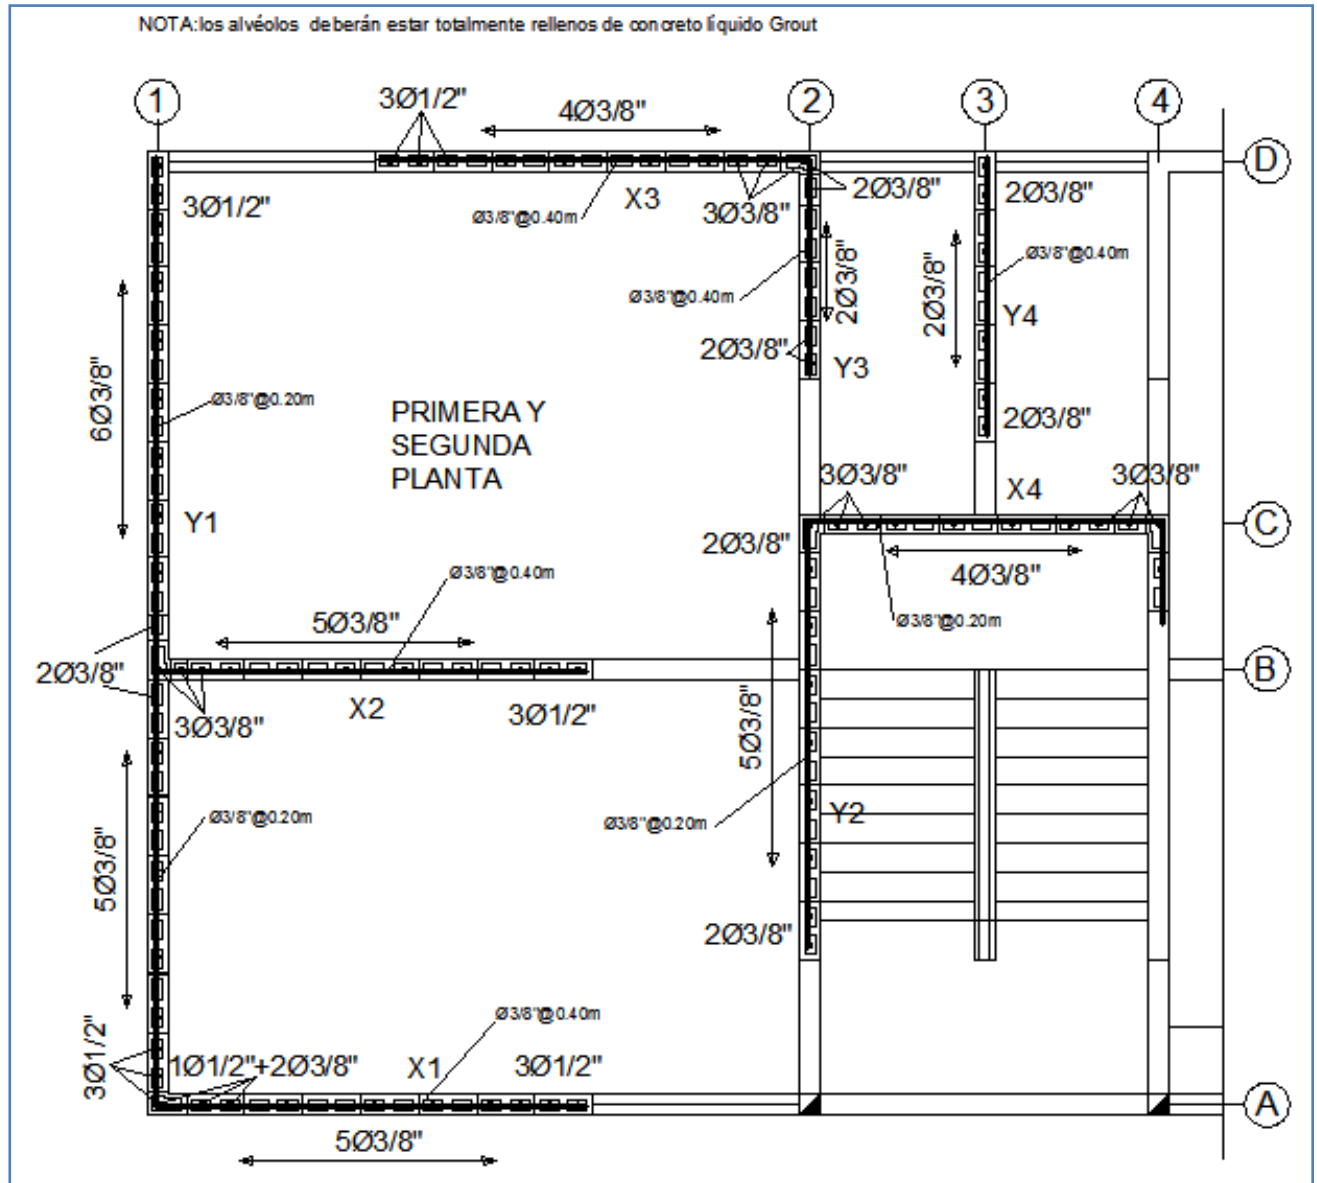 NOTA:los alvéolos deberán estar totalmente rellenos de concreto líquido Grout
1
3Ø1/2"
4Ø3/8"
2
3
4
D
3Ø1/2"
Ø3/8"@0.40m
X3
3Ø3/8"
2Ø3/8"
2Ø3/8"
Ø3/8"@0.40m
Ø3/8"@0.40m
2Ø3/8"
2Ø3/8"
Y4
2Ø3/8"
Y3
6Ø3/8"
Ø3/8"@0.20m
PRIMERA Y
SEGUNDA
PLANTA
2Ø3/8"
3Ø3/8"
X4
3Ø3/8"
Y1
C
2Ø3/8"
Ø3/8"@0.40m
4Ø3/8"
5Ø3/8"
Ø3/8"@0.20m
2Ø3/8"
B
3Ø3/8"
X2
3Ø1/2"
5Ø3/8"
Ø3/8"@0.20m
Ø3/8"@0.20m
Y2
5Ø3/8"
2Ø3/8"
Ø3/8"@0.40m
3Ø1/2"
1Ø1/2"+2Ø3/8"
X1
3Ø1/2"
A
5Ø3/8"